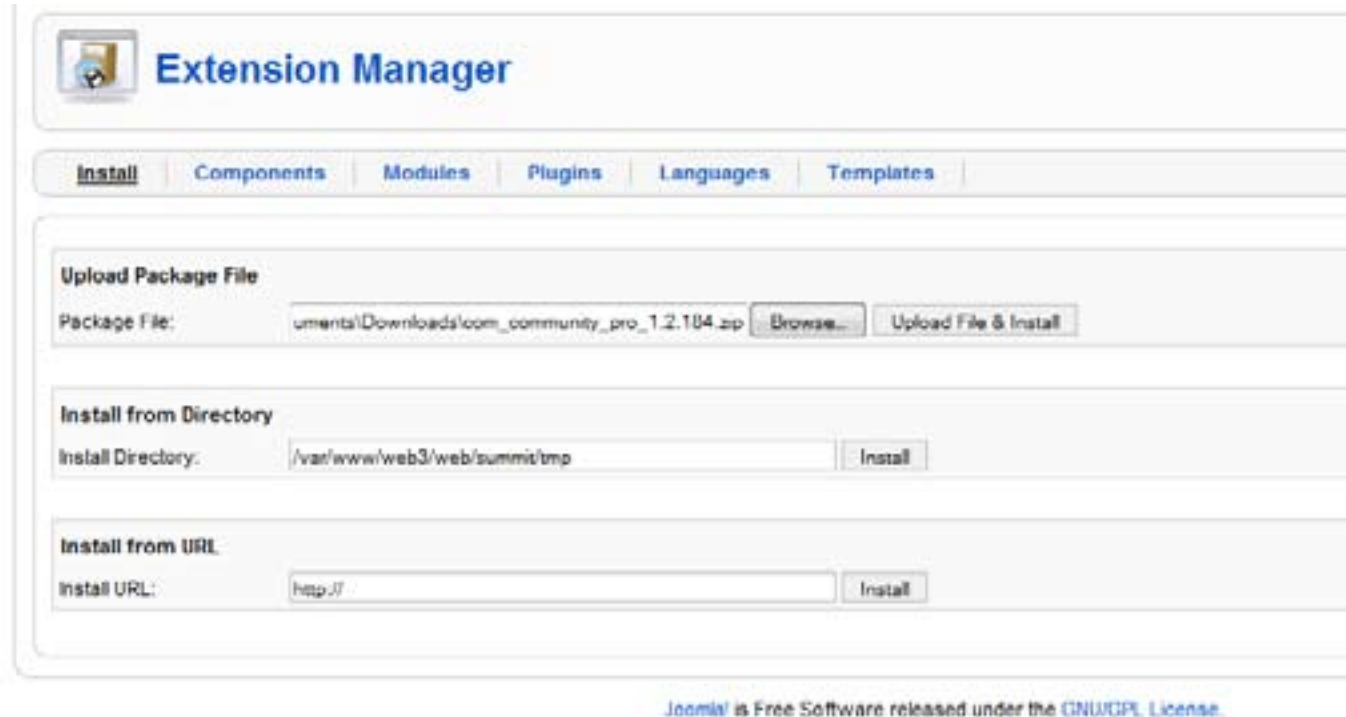 Extension Manager
Install Components Modules Plugins Languages Templates
Upload Package File
Package File: uments\Downloads\com_community_pro_1.2.184.zip Browse... Upload File & Install
Install from Directory
Install Directory: /var/www/web3/web/summit/tmp Install
Install from URL
Install URL: http:// Install
Joomla! is Free Software released under the GNU/GPL License.